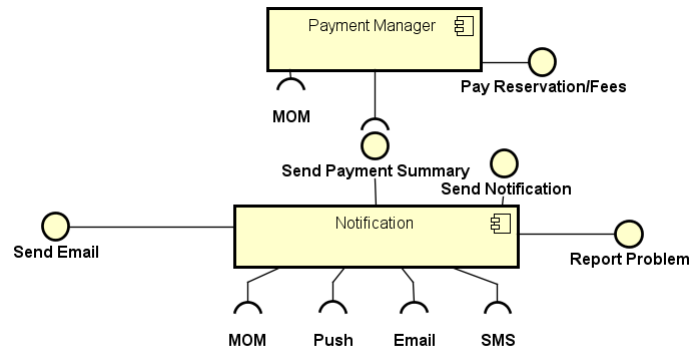 Payment Manager
Pay Reservation/Fees
MOM
Send Payment Summary
Send Notification
Notification
Send Email
Report Problem
MOM
Push
Email
SMS